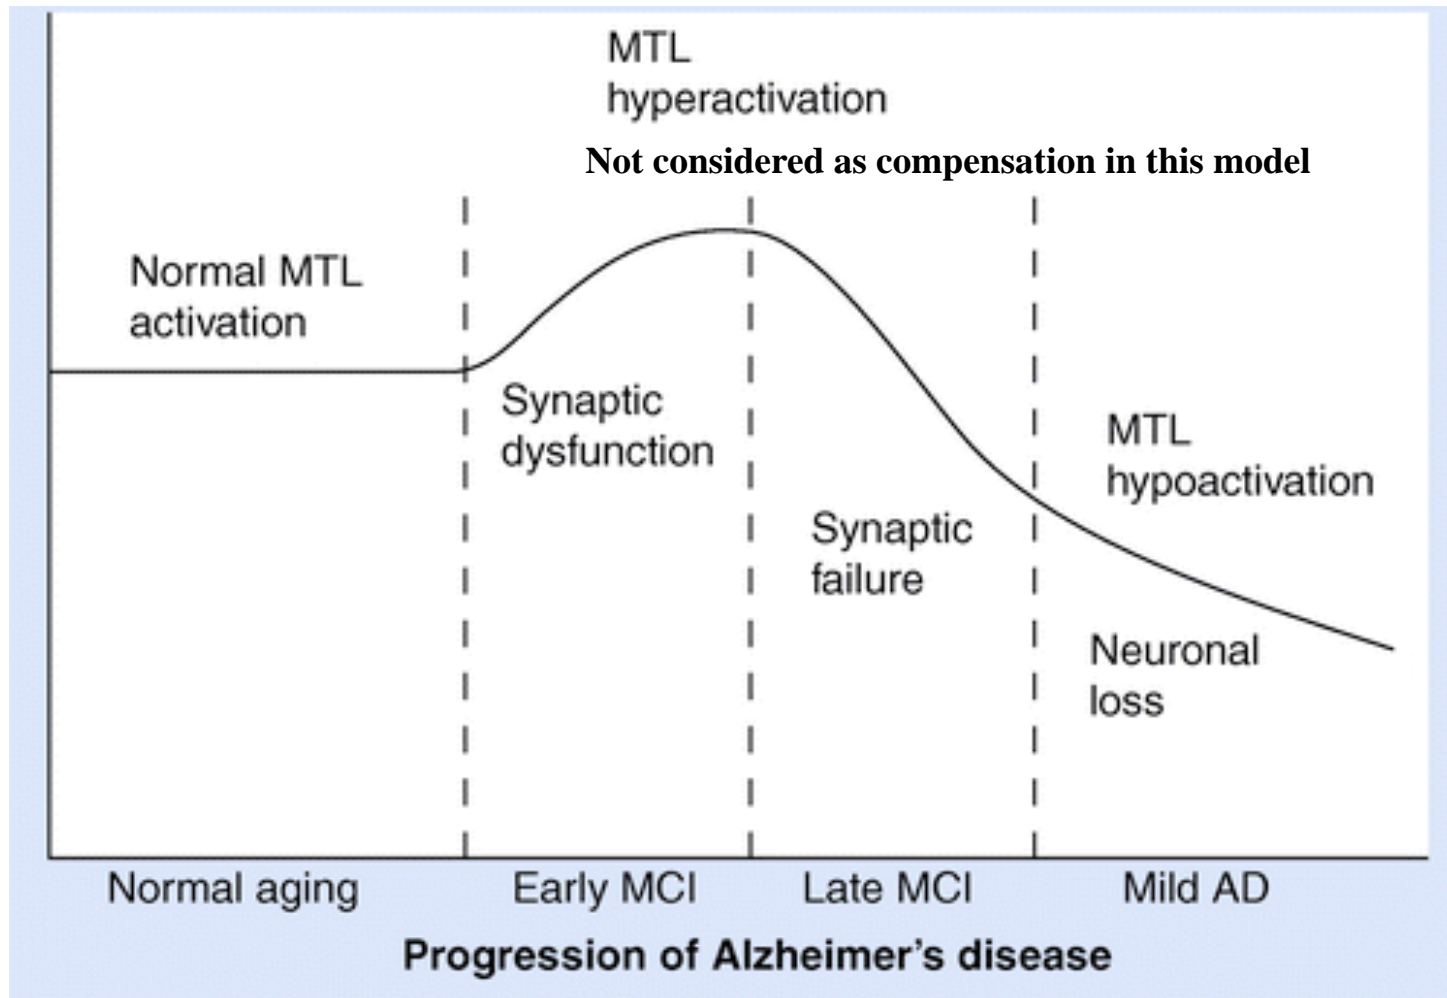 MTL
hyperactivation
Not considered as compensation in this model
Normal MTL
activation
Synaptic
dysfunction
MTL
hypoactivation
Synaptic
failure
Neuronal
loss
Normal aging
Early MCI
Late MCI
Mild AD
Progression of Alzheimer's disease